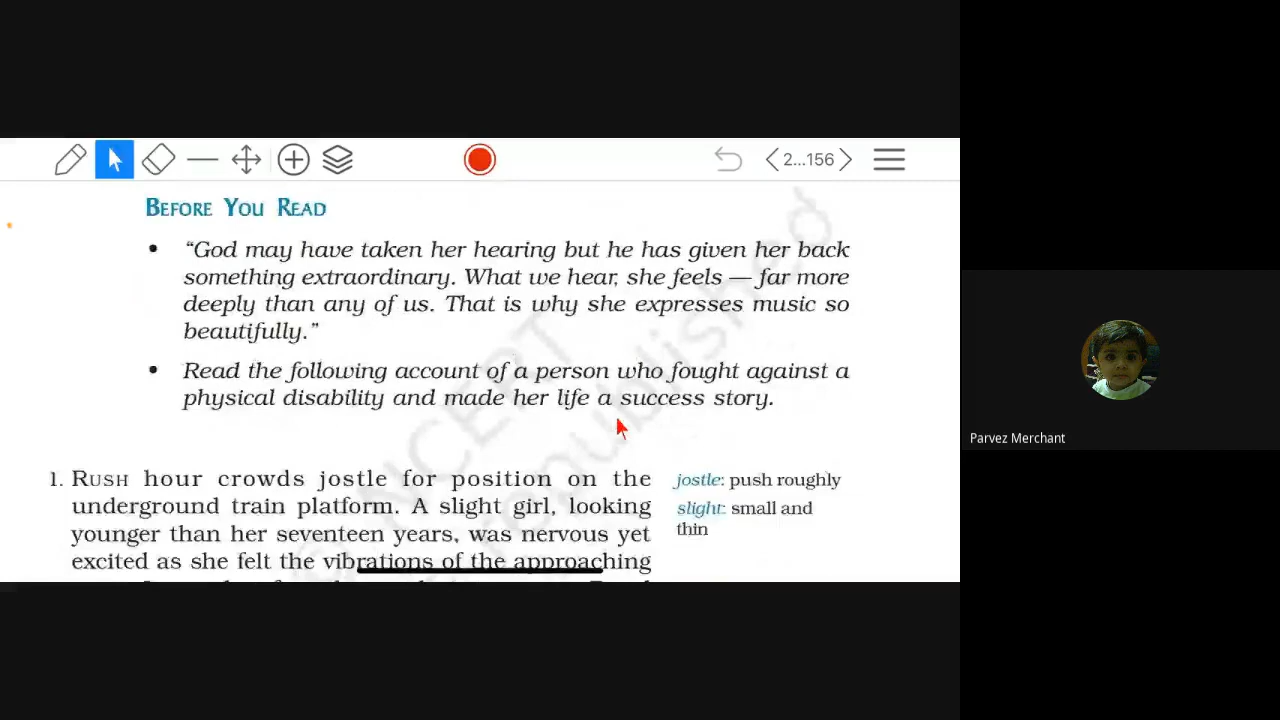 2...156
BEFORE YOU READ
• “God may have taken her hearing but he has given her back
something extraordinary. What we hear, she feels — far more
deeply than any of us. That is why she expresses music so
beautifully.”
• Read the following account of a person who fought against a
physical disability and made her life a success story.
1. RUSH hour crowds jostle for position on the
underground train platform. A slight girl, looking
younger than her seventeen years, was nervous yet
excited as she felt the vibrations of the approaching
jostle: push roughly
slight: small and
thin
© NCERT
republished
Parvez Merchant